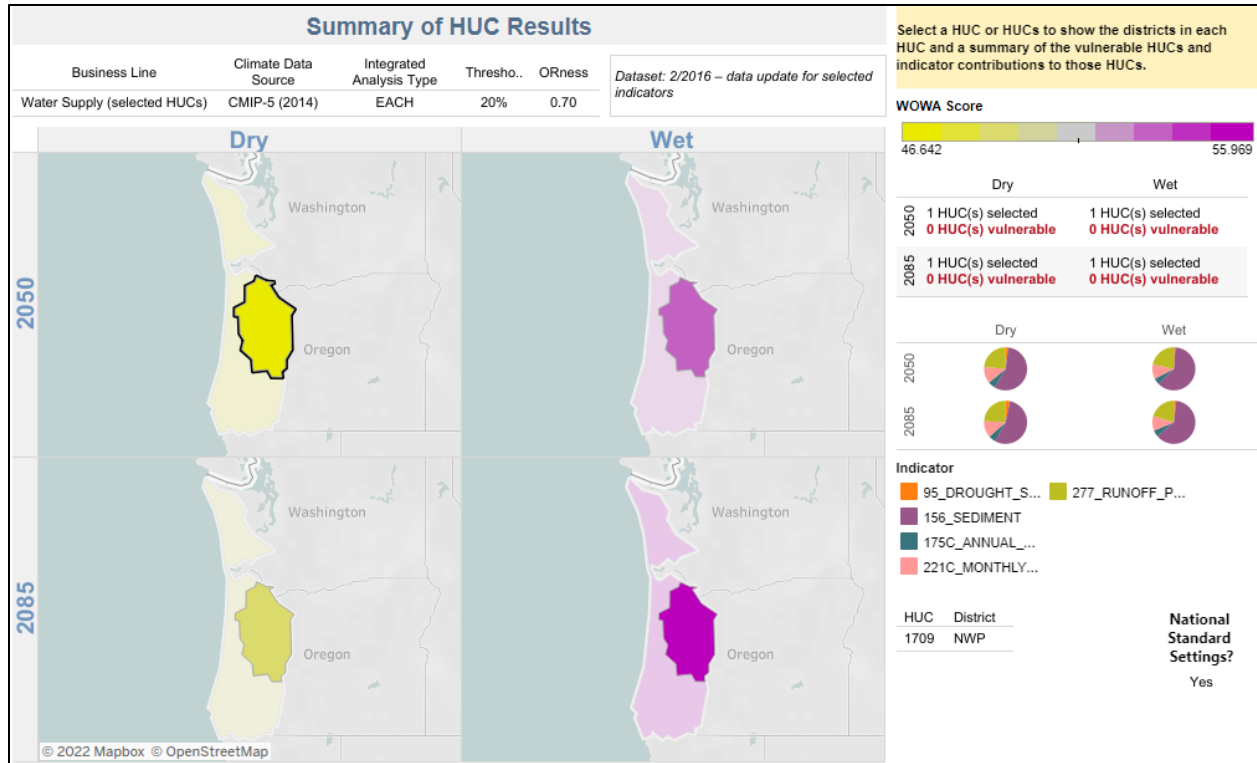 Summary of HUC Results
Business Line
Climate Data
Source
Integrated
Analysis Type
Thresho..
ORness
Water Supply (selected HUCs)
CMIP-5 (2014)
EACH
20%
0.70
Dataset: 2/2016 – data update for selected
indicators
Dry
Wet
2050
Washington
Oregon
Washington
Oregon
2085
Washington
Oregon
Washington
Oregon
© 2022 Mapbox © OpenStreetMap
Select a HUC or HUCs to show the districts in each
HUC and a summary of the vulnerable HUCs and
indicator contributions to those HUCs.
WOWA Score
46.642
55.969
Dry
Wet
2050
1 HUC(s) selected
0 HUC(s) vulnerable
1 HUC(s) selected
0 HUC(s) vulnerable
2085
1 HUC(s) selected
0 HUC(s) vulnerable
1 HUC(s) selected
0 HUC(s) vulnerable
Dry
Wet
2050
2085
Indicator
95_DROUGHT_S...
277_RUNOFF_P...
156_SEDIMENT
175C_ANNUAL_...
221C_MONTHLY...
HUC
District
1709
NWP
National
Standard
Settings?
Yes